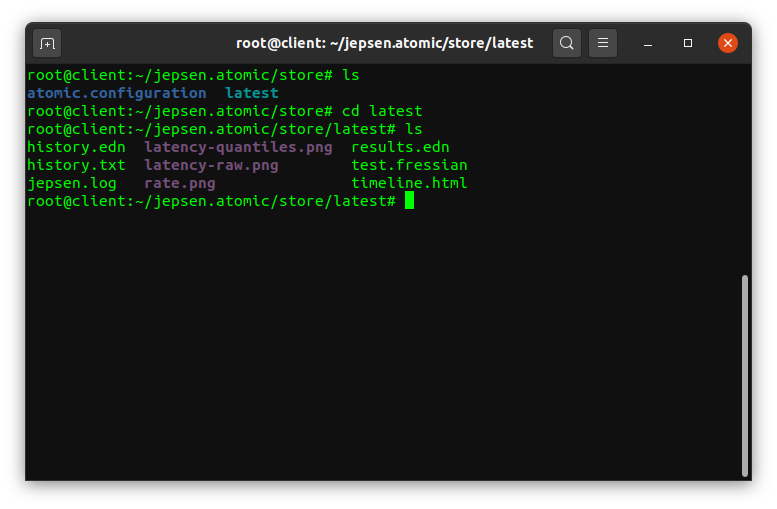 root@client: ~/jepsen.atomic/store/latest
root@client:~/jepsen.atomic/store# ls
atomic.configuration  latest
root@client:~/jepsen.atomic/store# cd latest
root@client:~/jepsen.atomic/store/latest# ls
history.edn  latency-quantiles.png  results.edn
history.txt  latency-raw.png        test.fressian
jepsen.log   rate.png               timeline.html
root@client:~/jepsen.atomic/store/latest#